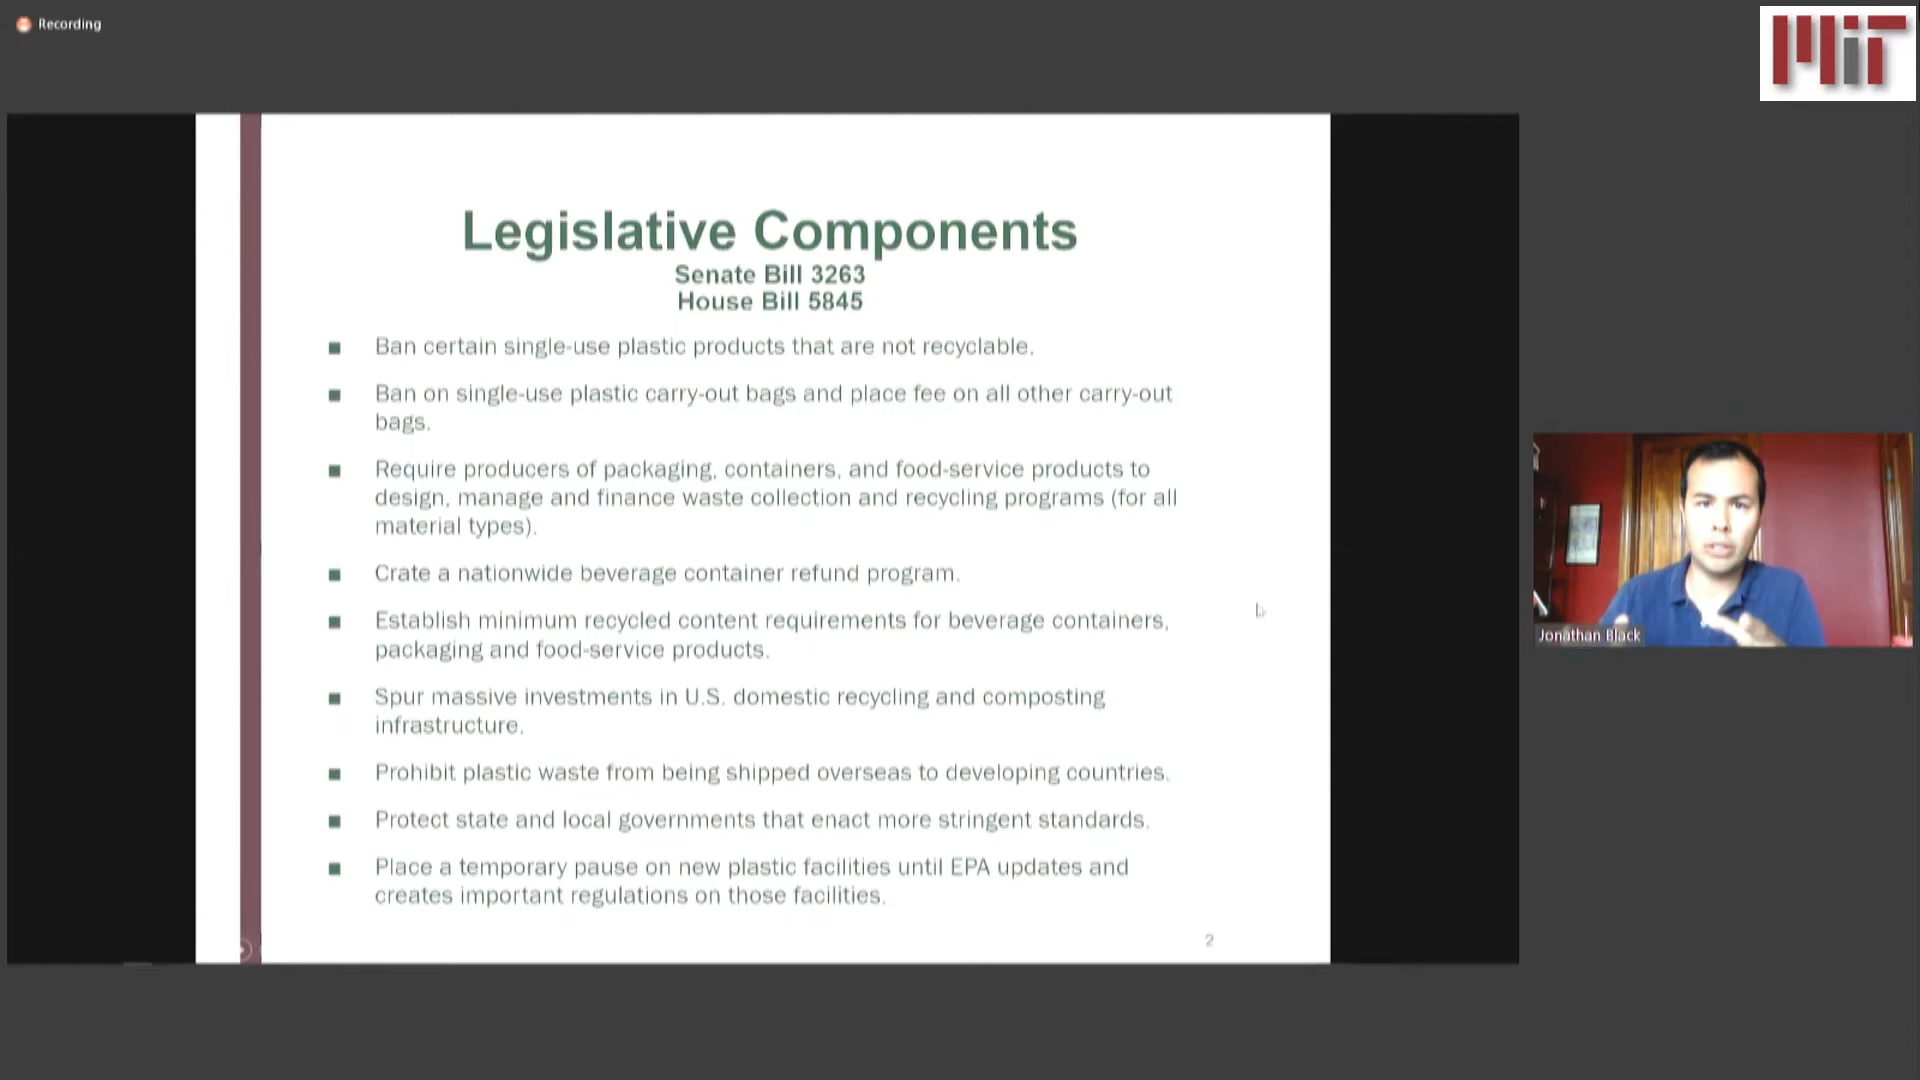 Recording
MIT
Legislative Components
Senate Bill 3263
House Bill 5845
■ Ban certain single-use plastic products that are not recyclable.
■ Ban on single-use plastic carry-out bags and place fee on all other carry-out
bags.
■ Require producers of packaging, containers, and food-service products to
design, manage and finance waste collection and recycling programs (for all
material types).
■ Crate a nationwide beverage container refund program.
■ Establish minimum recycled content requirements for beverage containers,
packaging and food-service products.
■ Spur massive investments in U.S. domestic recycling and composting
infrastructure.
■ Prohibit plastic waste from being shipped overseas to developing countries.
■ Protect state and local governments that enact more stringent standards.
■ Place a temporary pause on new plastic facilities until EPA updates and
creates important regulations on those facilities.
2
Jonathan Black